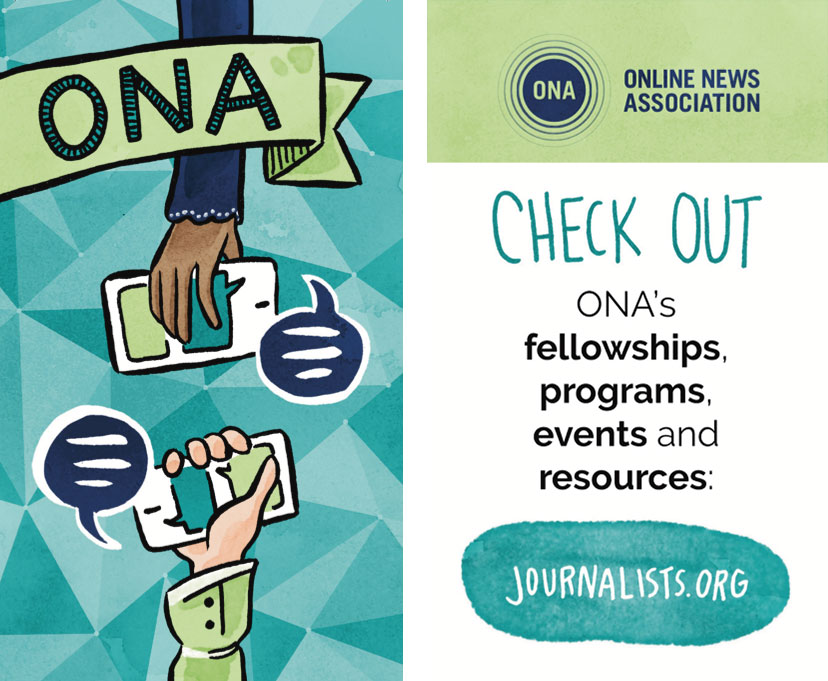 ONA
ONA
ONLINE NEWS
ASSOCIATION
CHECK OUT
ONA’s
fellowships,
programs,
events and
resources:
JOURNALISTS.ORG